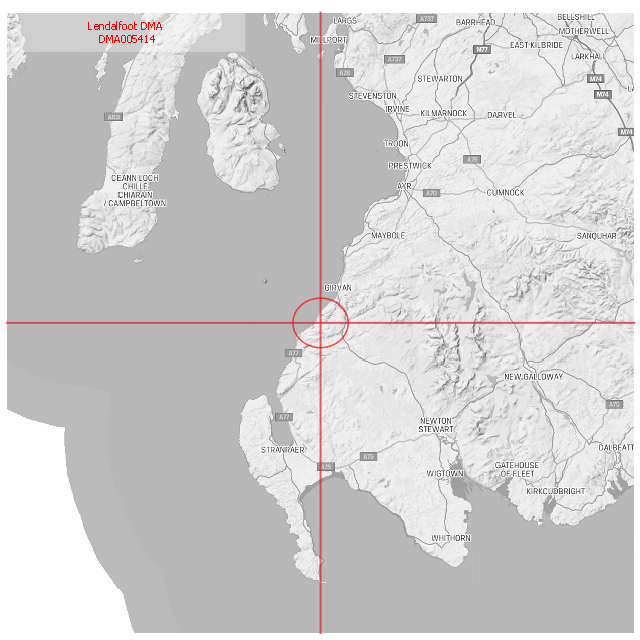 Lendalfoot DMA
DMA005414
LARGS
MILLPORT
A737
BARRHEAD
BELLSHILL
MOTHERWELL
EAST KILBRIDE
M77
LARKHALL
A737
A78
STEWARTON
M74
M74
STEVENSTON
IRVINE
KILMARNOCK
DARVEL
M74
TROON
PRESTWICK
A76
AYR
A70
CUMNOCK
CEANN LOCH
CHILLE
CHIARAIN
/ CAMPBELTOWN
MAYBOLE
SANQUHAR
GIRVAN
A77
NEW GALLOWAY
A75
A77
NEWTON
STEWART
STRANRAER
A75
A75
DALBEATT
WIGTOWN
GATEHOUSE
OF FLEET
KIRKCUDBRIGHT
WHITHORN